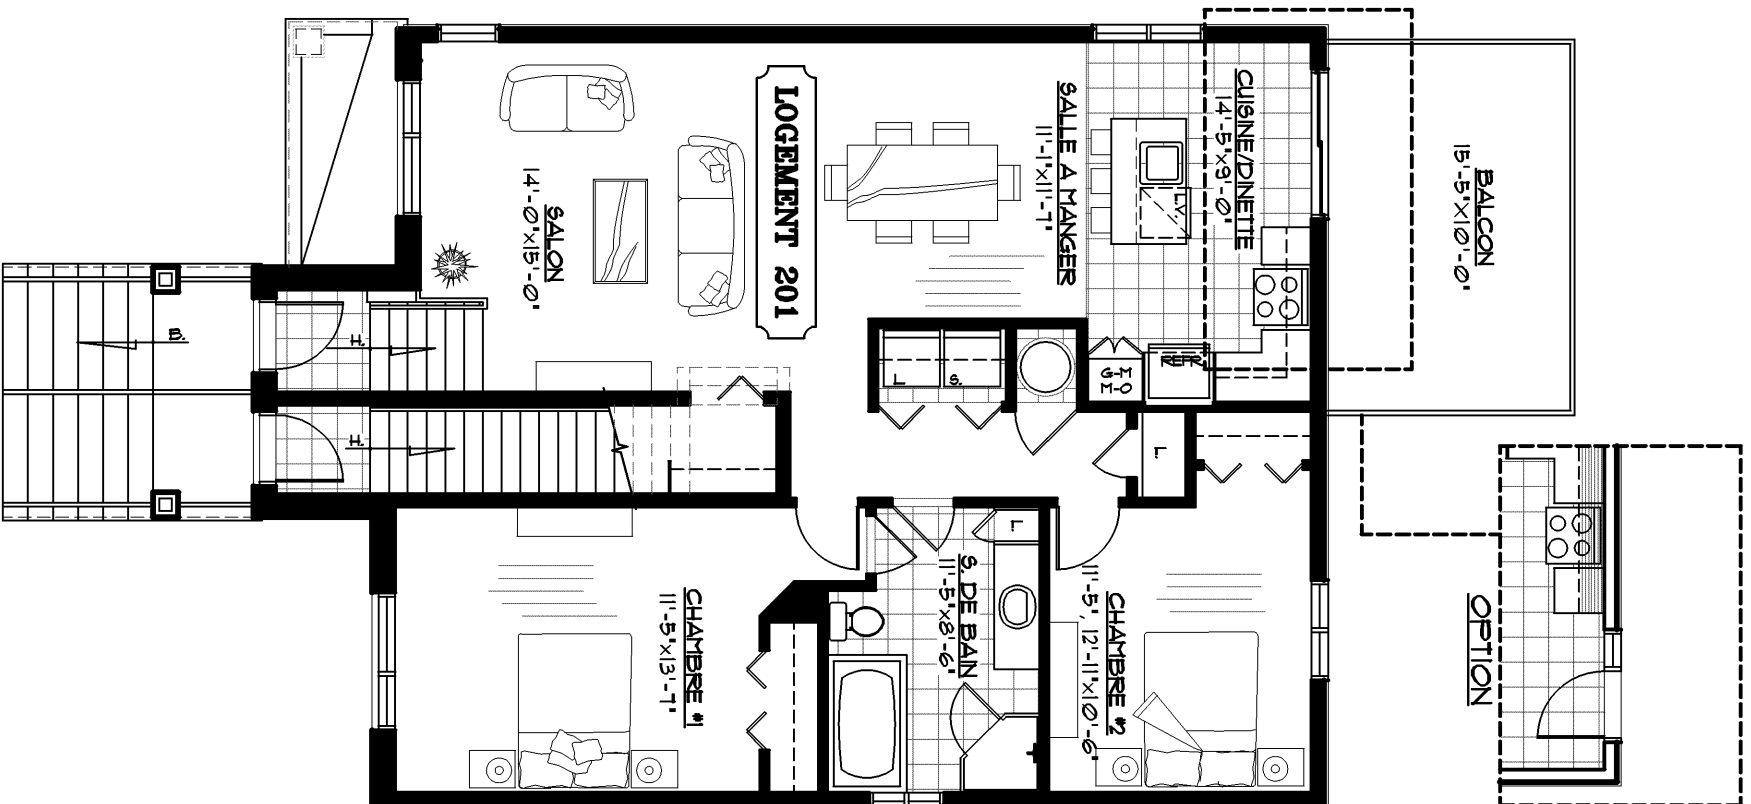 LOGEMENT 201
SALON
14'-0"x15'-0"
SALLE A MANGER
11'-1"x11'-7"
CUISINE/DINETTE
14'-5"x9'-0"
BALCON
15'-5"x10'-0"
L.V.
REFR.
G-M
M-O
L
S.
L.
B.
H.
H.
S. DE BAIN
11'-5"x8'-6"
L.
CHAMBRE #1
11'-5"x13'-7"
CHAMBRE #2
11'-5", 12'-11"x10'-6"
OPTION